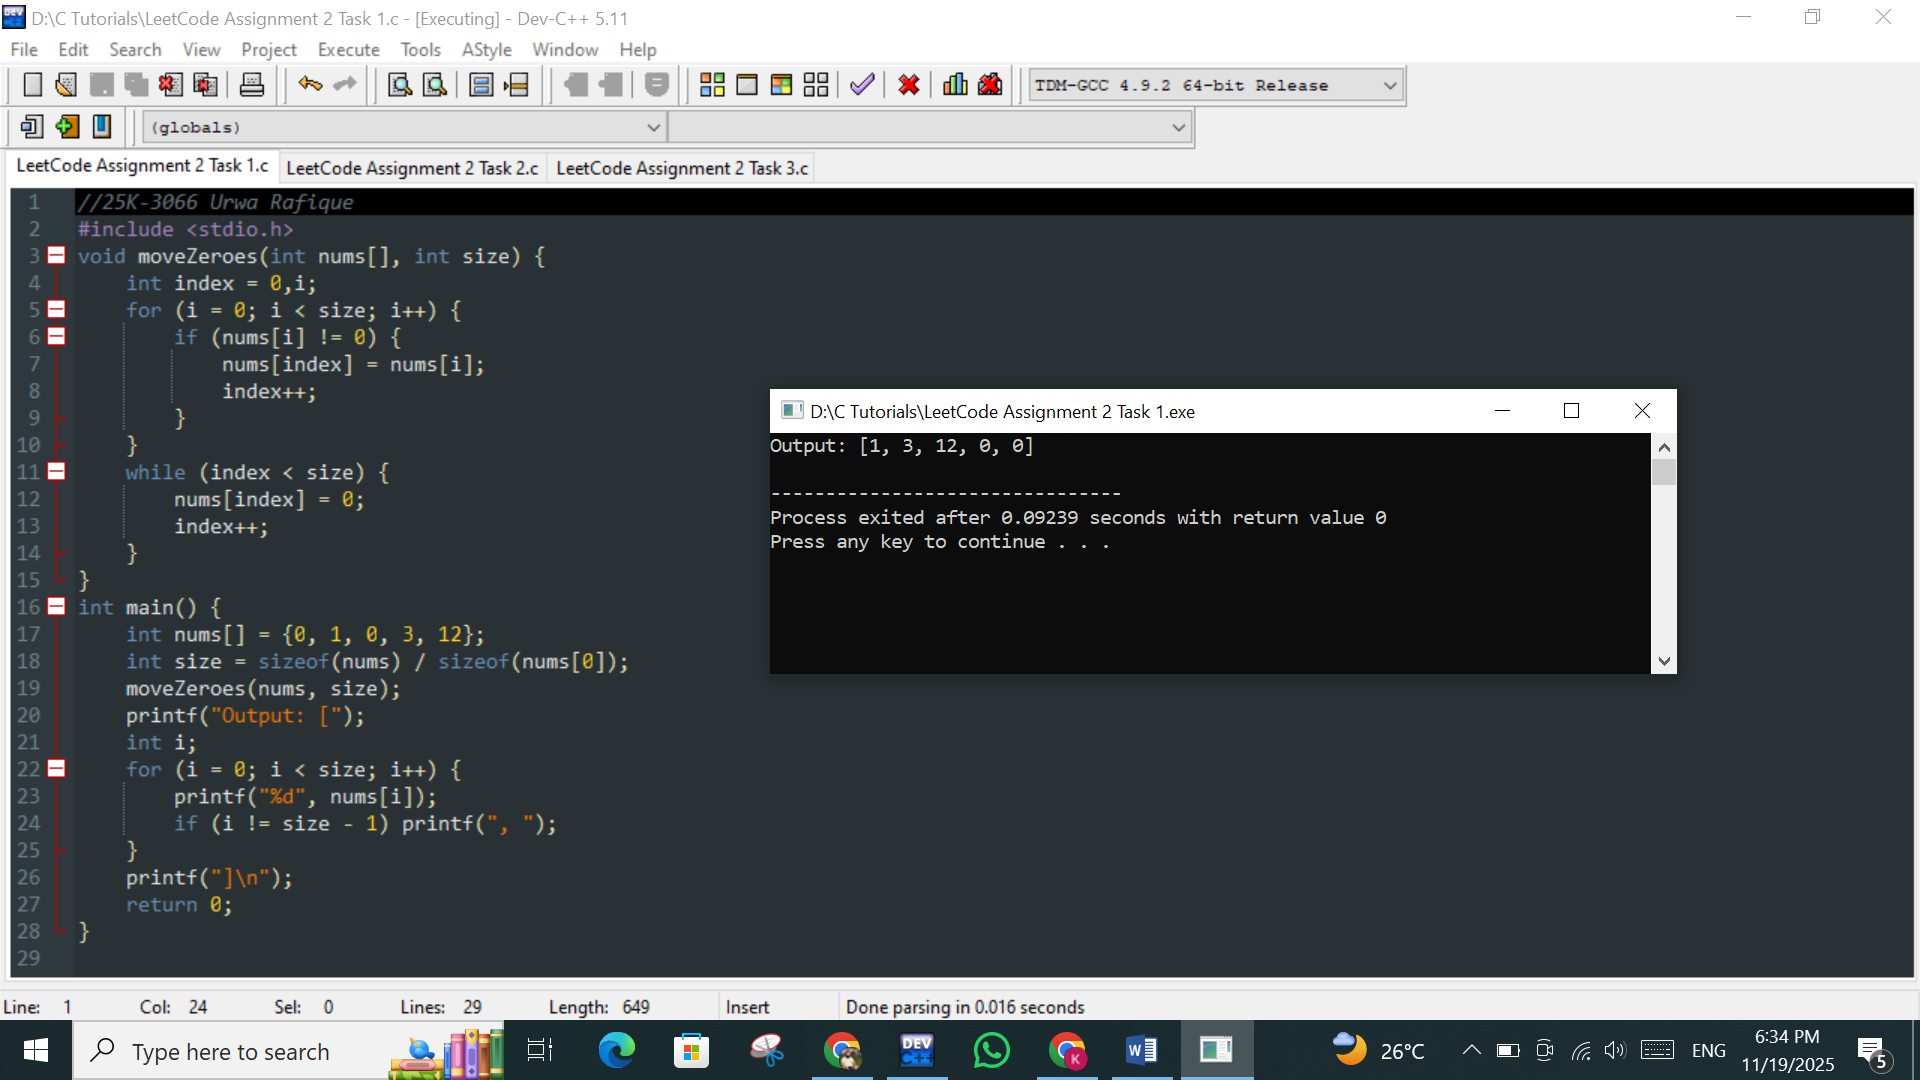 D:\C Tutorials\LeetCode Assignment 2 Task 1.c - [Executing] - Dev-C++ 5.11
File Edit Search View Project Execute Tools AStyle Window Help
TDM-GCC 4.9.2 64-bit Release
(globals)
LeetCode Assignment 2 Task 1.c LeetCode Assignment 2 Task 2.c LeetCode Assignment 2 Task 3.c
1 //25K-3066 Urwa Rafique
2 #include <stdio.h>
3 void moveZeroes(int nums[], int size) {
4 int index = 0,i;
5 for (i = 0; i < size; i++) {
6 if (nums[i] != 0) {
7 nums[index] = nums[i];
8 index++;
9 }
10 }
11 while (index < size) {
12 nums[index] = 0;
13 index++;
14 }
15 }
16 int main() {
17 int nums[] = {0, 1, 0, 3, 12};
18 int size = sizeof(nums) / sizeof(nums[0]);
19 moveZeroes(nums, size);
20 printf("Output: [");
21 int i;
22 for (i = 0; i < size; i++) {
23 printf("%d", nums[i]);
24 if (i != size - 1) printf(", ");
25 }
26 printf("]\n");
27 return 0;
28 }
29
D:\C Tutorials\LeetCode Assignment 2 Task 1.exe
Output: [1, 3, 12, 0, 0]
--------------------------------
Process exited after 0.09239 seconds with return value 0
Press any key to continue . . .
Line: 1 Col: 24 Sel: 0 Lines: 29 Length: 649 Insert Done parsing in 0.016 seconds
Type here to search
DEV C++
K
W
26°C
ENG
6:34 PM
11/19/2025
5